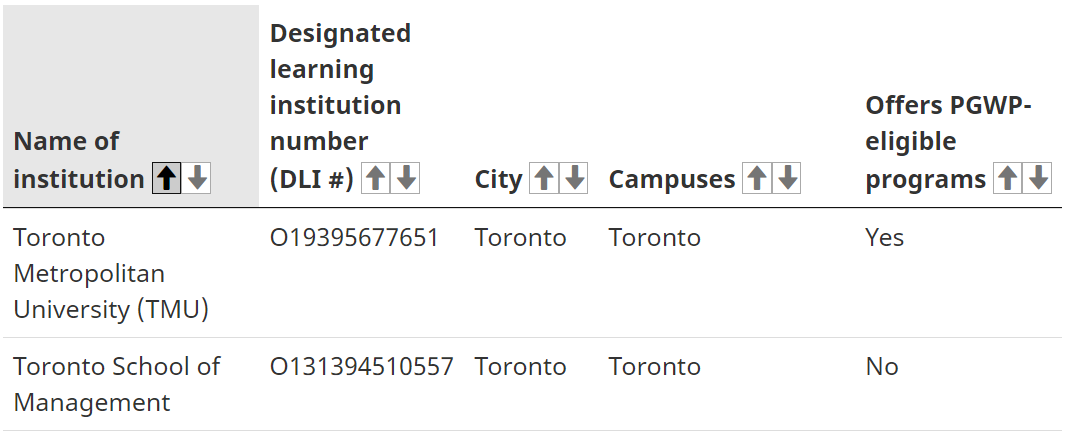 Name of
institution
Designated
learning
institution
number
(DLI #)
City
Campuses
Offers PGWP-
eligible
programs
Toronto
Metropolitan
University (TMU)
O19395677651
Toronto
Toronto
Yes
Toronto School of
Management
O131394510557
Toronto
Toronto
No